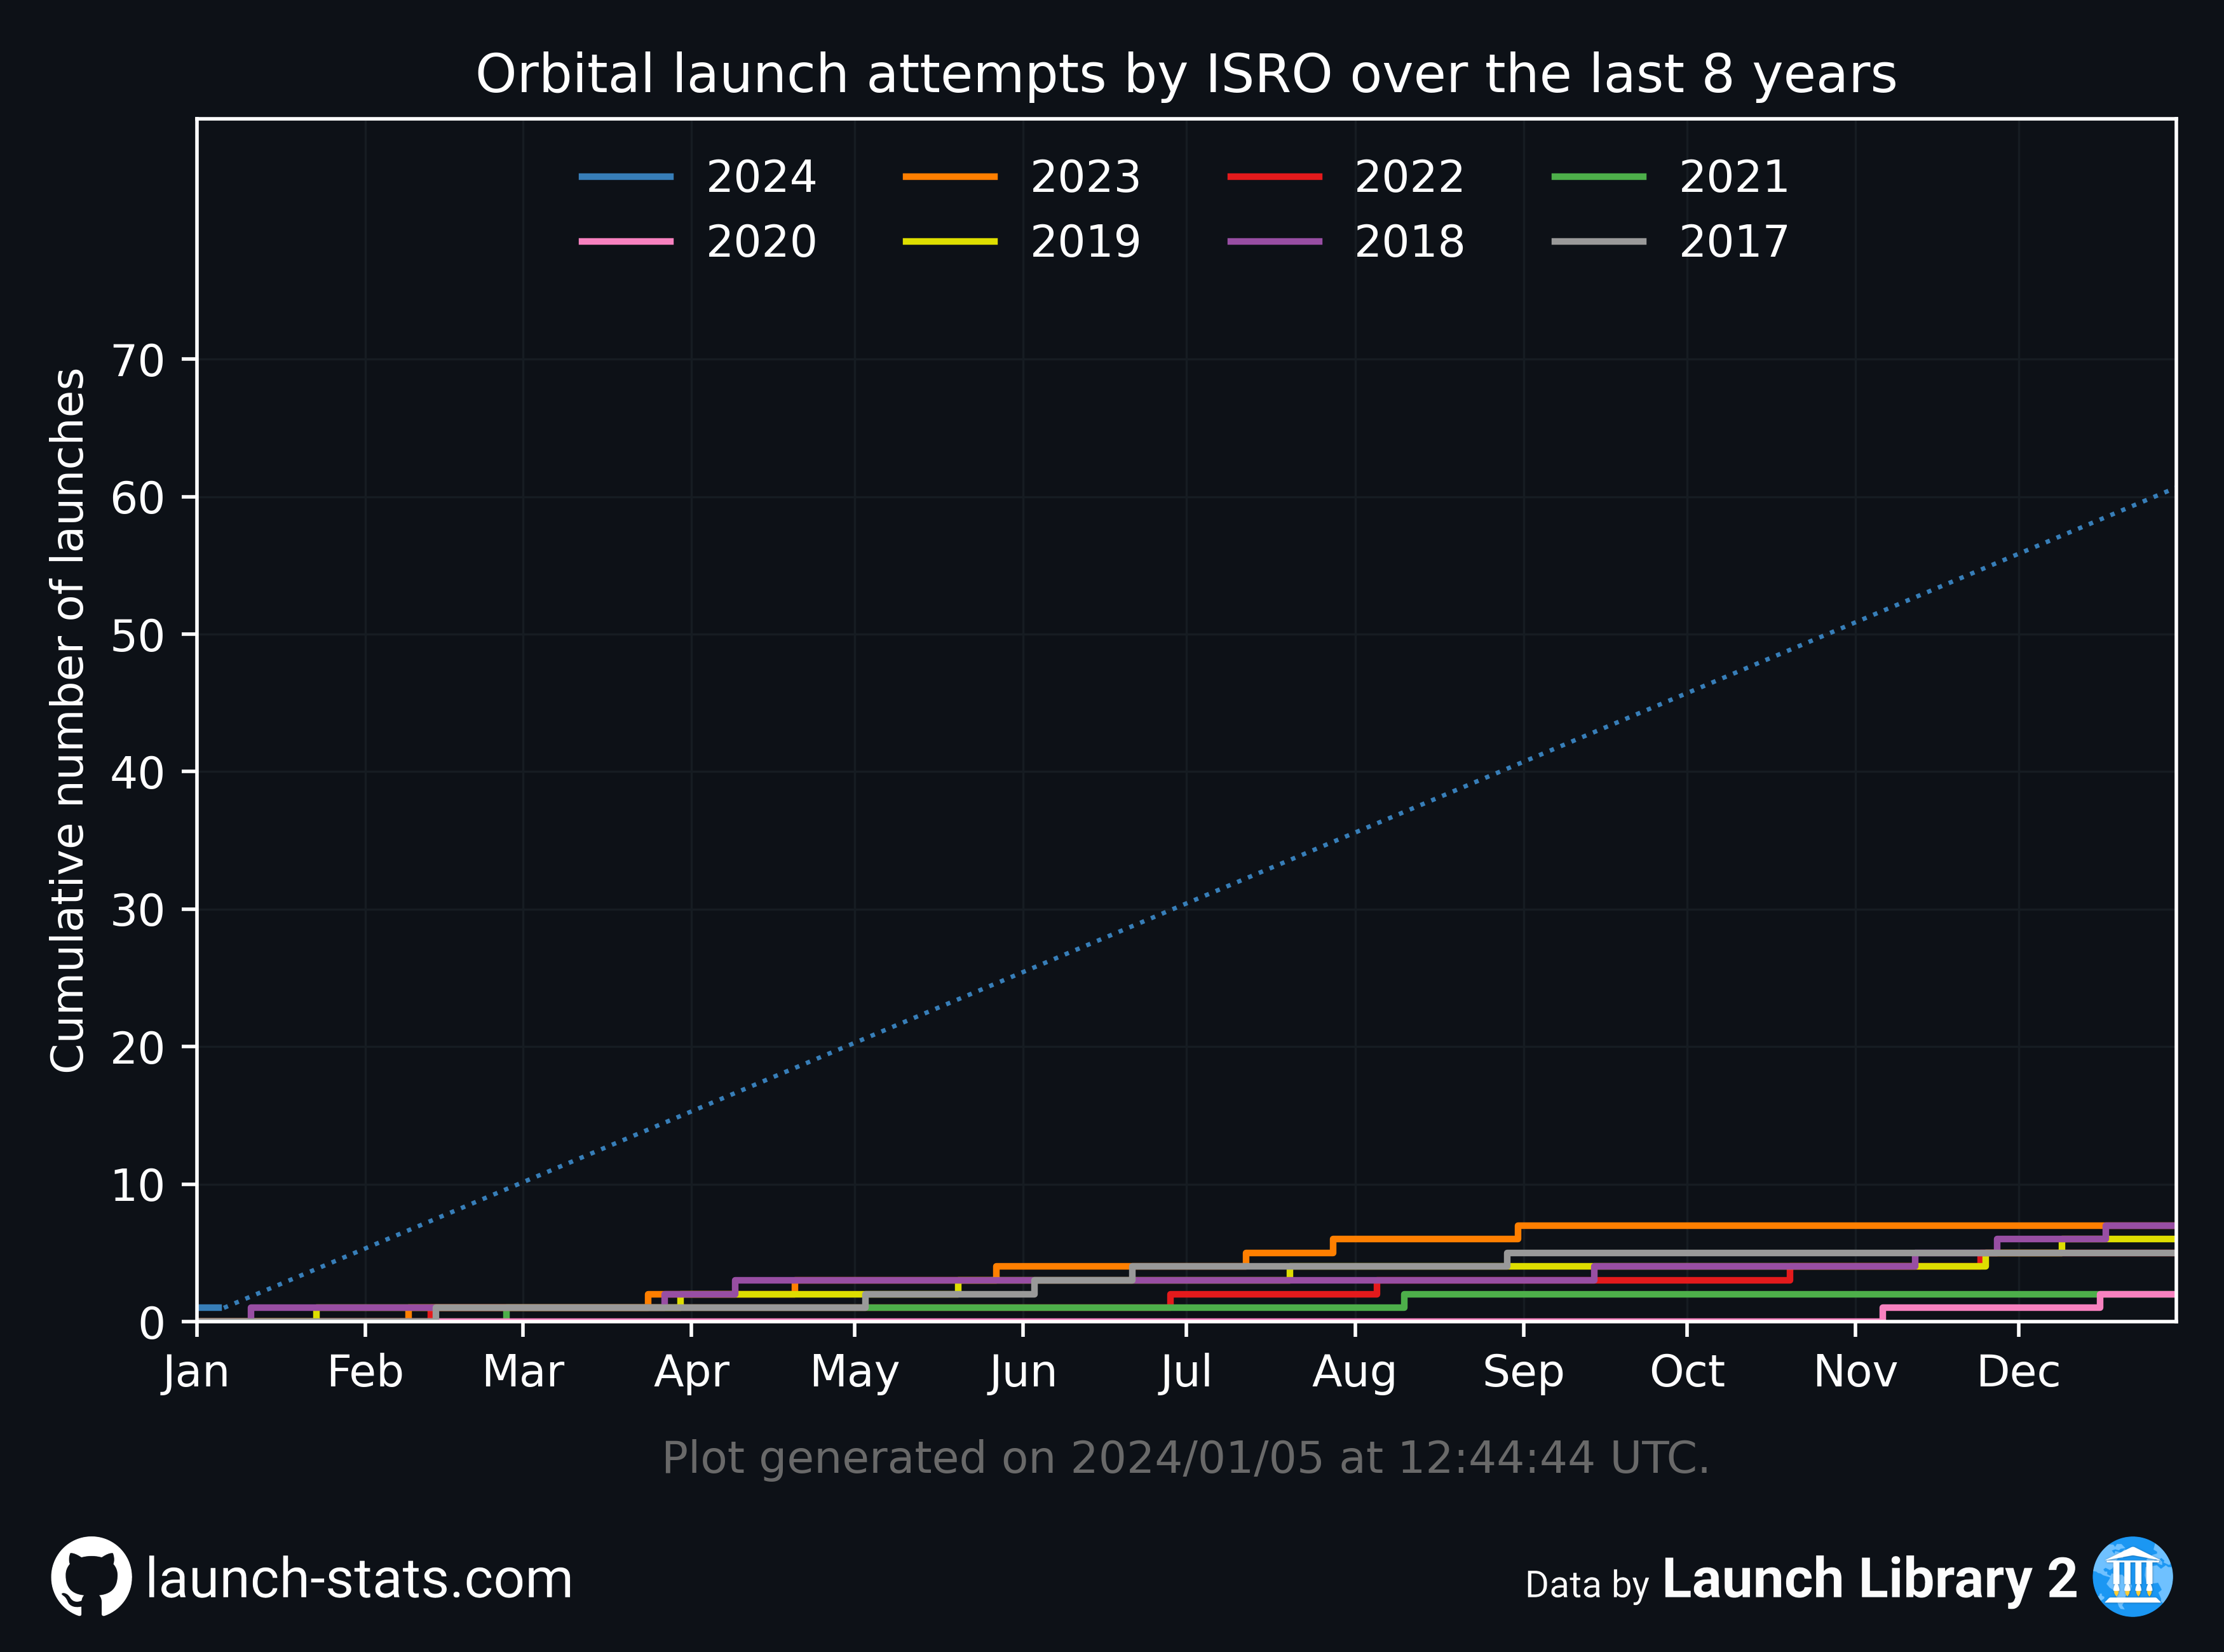 Orbital launch attempts by ISRO over the last 8 years
2024 2023 2022 2021
2020 2019 2018 2017
Cumulative number of launches
70
60
50
40
30
20
10
0
Jan Feb Mar Apr May Jun Jul Aug Sep Oct Nov Dec
Plot generated on 2024/01/05 at 12:44:44 UTC.
launch-stats.com
Data by Launch Library 2